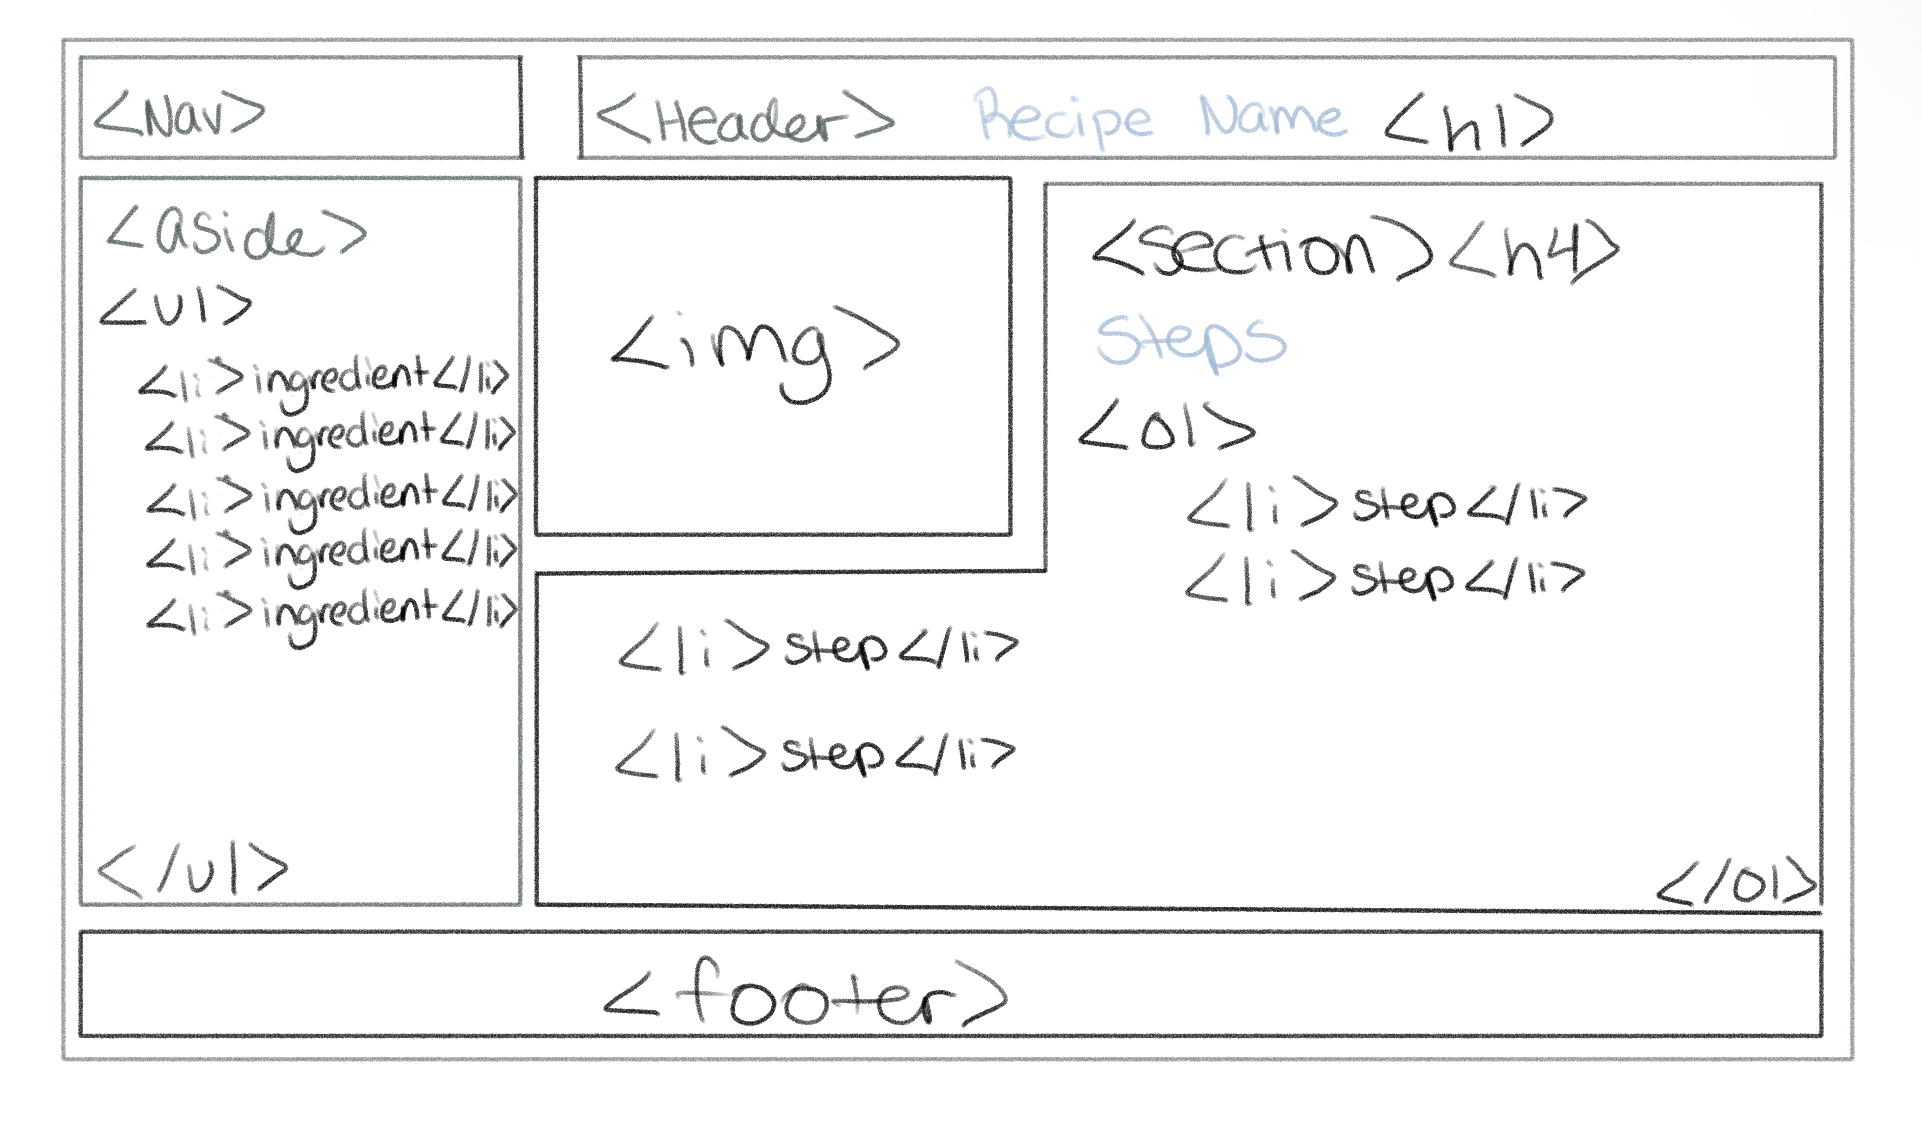 <Nav>
<Header> Recipe Name <h1>
<aside>
<ul>
<li>ingredient</li>
<li>ingredient</li>
<li>ingredient</li>
<li>ingredient</li>
<li>ingredient</li>
</ul>
<img>
<section><h4>
Steps
<ol>
<li>step</li>
<li>step</li>
<li>step</li>
<li>step</li>
</ol>
<footer>